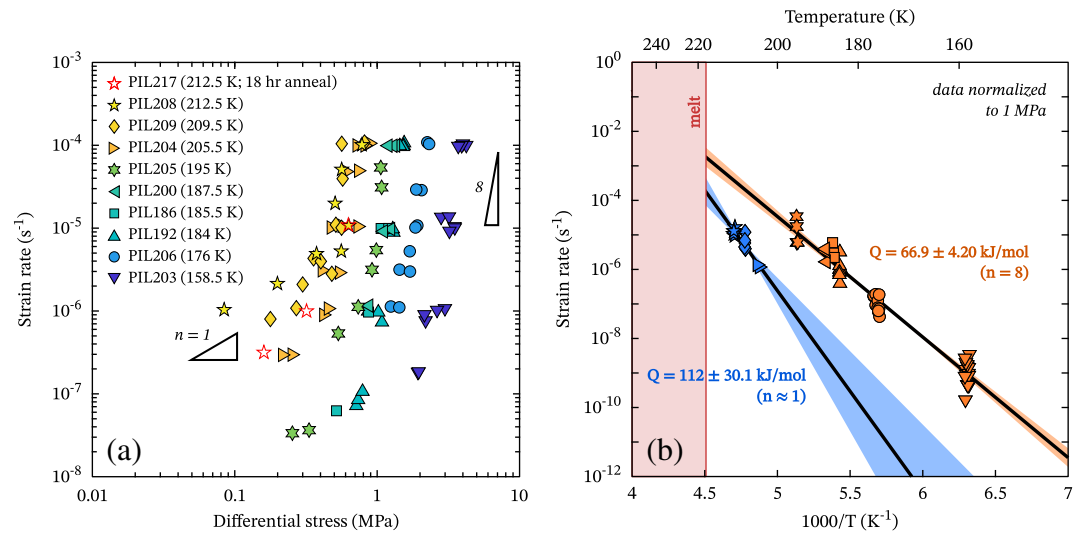 Strain rate (s⁻¹)
10⁻³
10⁻⁴
10⁻⁵
10⁻⁶
10⁻⁷
10⁻⁸
PIL217 (212.5 K; 18 hr anneal)
PIL208 (212.5 K)
PIL209 (209.5 K)
PIL204 (205.5 K)
PIL205 (195 K)
PIL200 (187.5 K)
PIL186 (185.5 K)
PIL192 (184 K)
PIL206 (176 K)
PIL203 (158.5 K)
8
n = 1
(a)
0.01 0.1 1 10
Differential stress (MPa)
Temperature (K)
240 220 200 180 160
Strain rate (s⁻¹)
10⁰
10⁻²
10⁻⁴
10⁻⁶
10⁻⁸
10⁻¹⁰
10⁻¹²
melt
data normalized
to 1 MPa
Q = 66.9 ± 4.20 kJ/mol
(n = 8)
Q = 112 ± 30.1 kJ/mol
(n ≈ 1)
(b)
4 4.5 5 5.5 6 6.5 7
1000/T (K⁻¹)